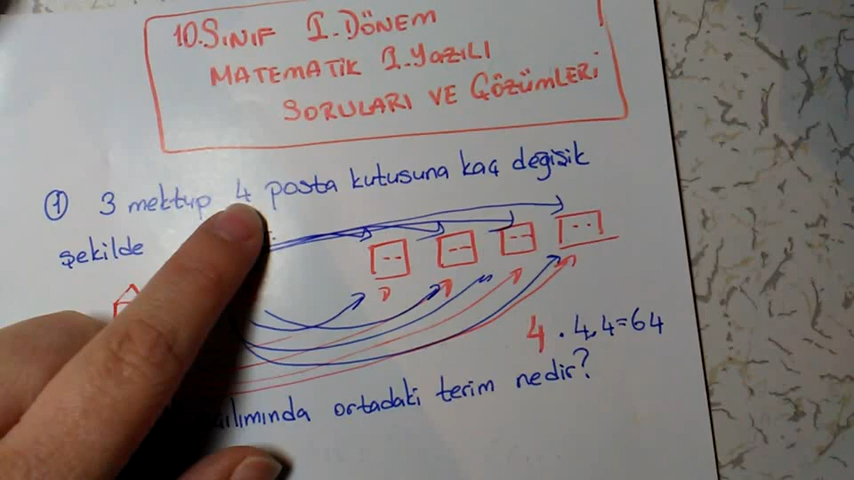 10.SINIF I.DÖNEM
MATEMATİK I.YAZILI
SORULARI VE ÇÖZÜMLERİ
① 3 mektup 4 posta kutusuna kaç değişik
şekilde
4 . 4.4=64
ortadaki terim nedir?